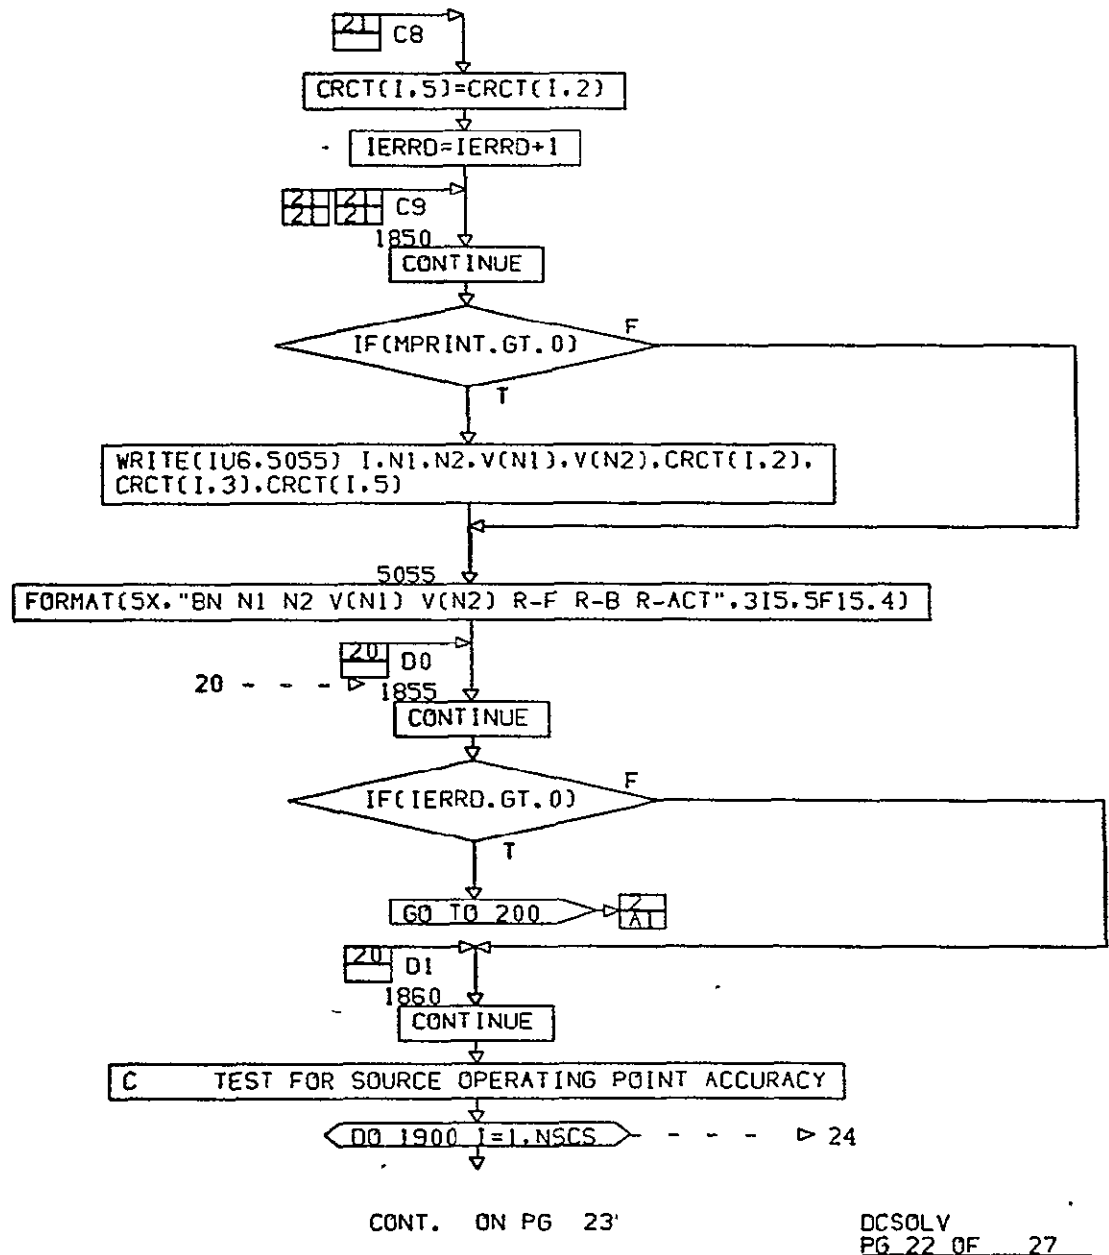 21 C8
CRCT(I.5)=CRCT(I.2)
IERRD=IERRD+1
21 21 C9
21 21
1850
CONTINUE
IF(MPRINT.GT.0) F
T
WRITE(IU6.5055) I.N1.N2.V(N1).V(N2).CRCT(I.2).
CRCT(I.3).CRCT(I.5)
5055
FORMAT(5X."BN N1 N2 V(N1) V(N2) R-F R-B R-ACT".3I5.5F15.4)
20 D0
20 - - - 1855
CONTINUE
IF(IERRD.GT.0) F
T
GO TO 200 2
A1
20 D1
1860
CONTINUE
C TEST FOR SOURCE OPERATING POINT ACCURACY
DO 1900 I=1.NSCS - - - - 24
CONT. ON PG 23'
DCSOLV
PG 22 OF 27